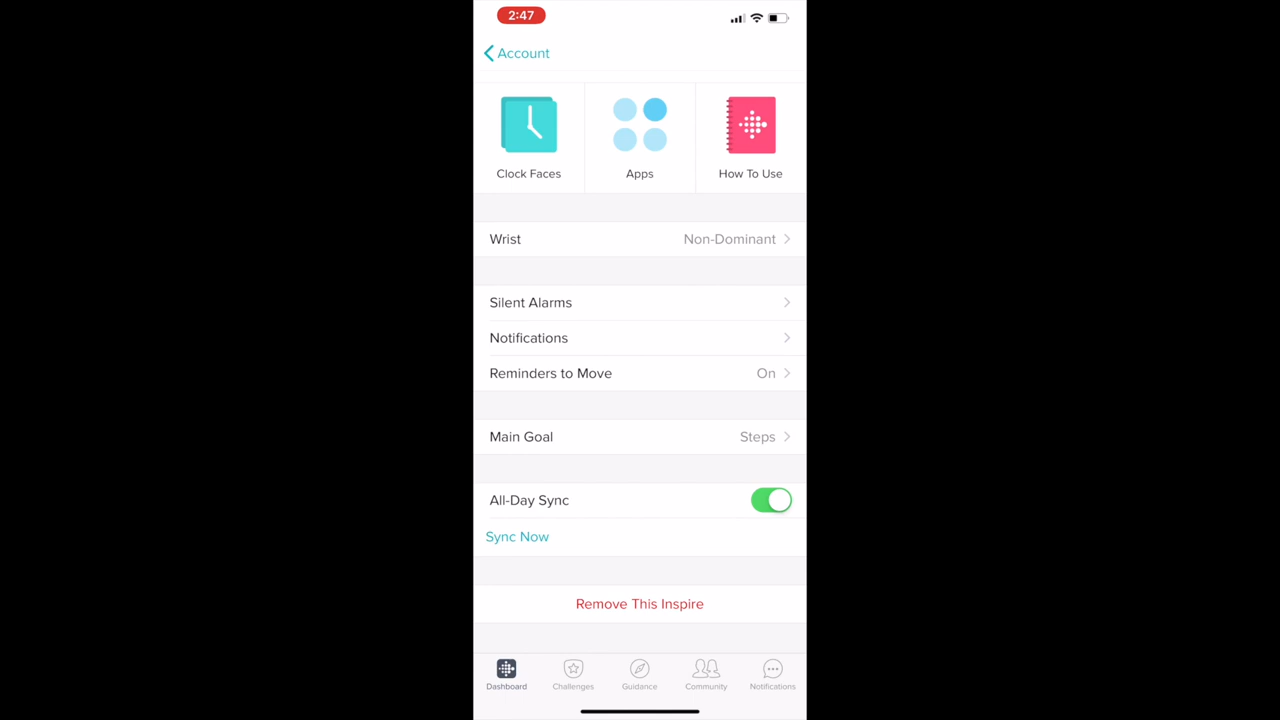 2:47
Account
Clock Faces
Apps
How To Use
Wrist Non-Dominant
Silent Alarms
Notifications
Reminders to Move On
Main Goal Steps
All-Day Sync
Sync Now
Remove This Inspire
Dashboard Challenges Guidance Community Notifications